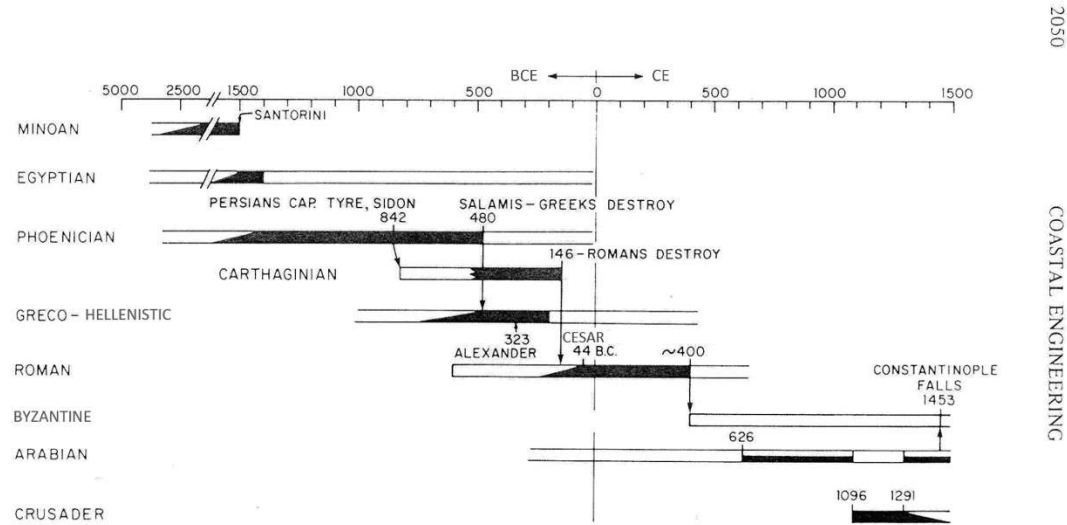 2050
COASTAL ENGINEERING
BCE CE
5000 2500 1500 1000 500 0 500 1000 1500
SANTORINI
MINOAN
EGYPTIAN
PERSIANS CAP. TYRE, SIDON SALAMIS-GREEKS DESTROY
842 480
PHOENICIAN
146-ROMANS DESTROY
CARTHAGINIAN
GRECO - HELLENISTIC
323 CESAR
ALEXANDER 44 B.C. ~400
ROMAN
CONSTANTINOPLE
FALLS
1453
BYZANTINE
626
ARABIAN
1096 1291
CRUSADER